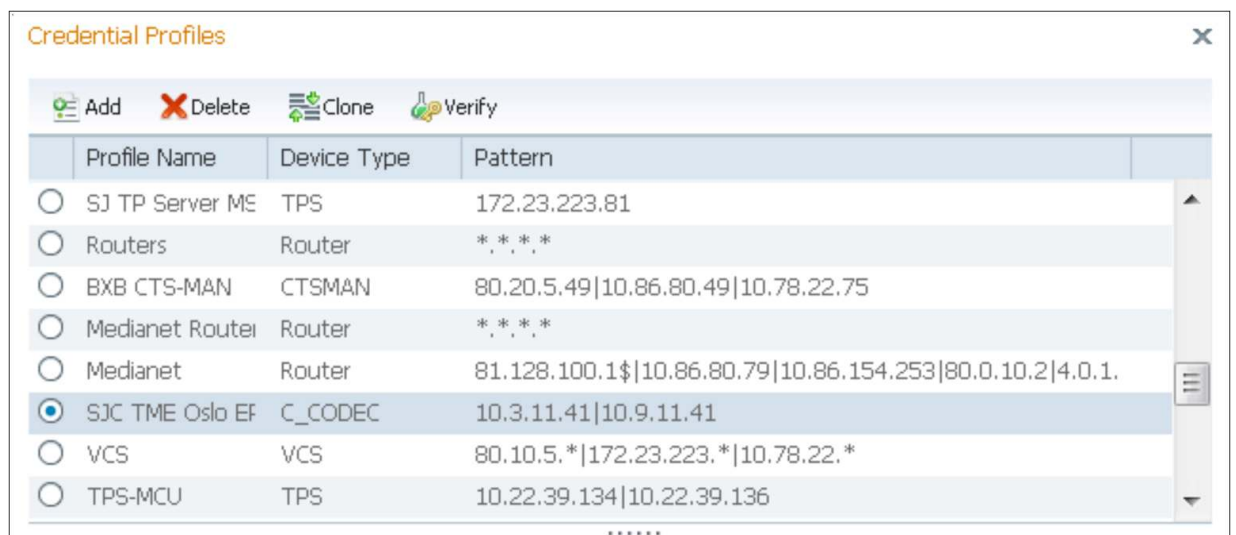 Credential Profiles
Add Delete Clone Verify
Profile Name Device Type Pattern
SJ TP Server MS TPS 172.23.223.81
Routers Router *.*.*.*
BXB CTS-MAN CTSMAN 80.20.5.49|10.86.80.49|10.78.22.75
Medianet Router Router *.*.*.*
Medianet Router 81.128.100.1$|10.86.80.79|10.86.154.253|80.0.10.2|4.0.1.
SJC TME Oslo EF C_CODEC 10.3.11.41|10.9.11.41
VCS VCS 80.10.5.*|172.23.223.*|10.78.22.*
TPS-MCU TPS 10.22.39.134|10.22.39.136